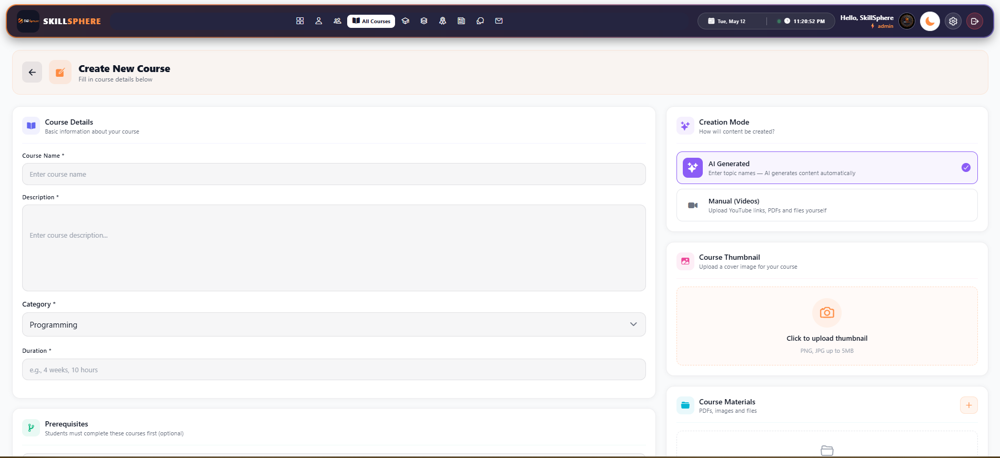 Skill Sphere
SKILLSPHERE
All Courses
Tue, May 12
11:20:52 PM
Hello, SkillSphere
admin
Create New Course
Fill in course details below
Course Details
Basic information about your course
Course Name *
Enter course name
Description *
Enter course description...
Category *
Programming
Duration *
e.g., 4 weeks, 10 hours
Prerequisites
Students must complete these courses first (optional)
Creation Mode
How will content be created?
AI Generated
Enter topic names — AI generates content automatically
Manual (Videos)
Upload YouTube links, PDFs and files yourself
Course Thumbnail
Upload a cover image for your course
Click to upload thumbnail
PNG, JPG up to 5MB
Course Materials
PDFs, images and files